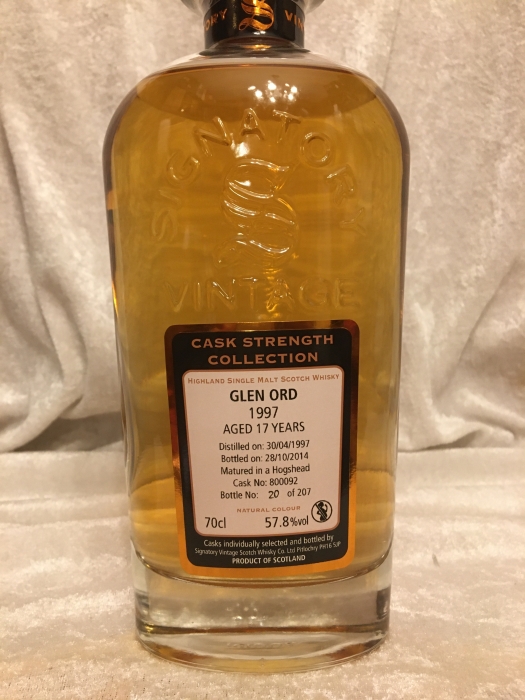 ORY
VIN
SIGNATORY
VINTAGE
CASK STRENGTH
COLLECTION
HIGHLAND SINGLE MALT SCOTCH WHISKY
GLEN ORD
1997
AGED 17 YEARS
Distilled on: 30/04/1997
Bottled on: 28/10/2014
Matured in a Hogshead
Cask No: 800092
Bottle No: 20 of 207
NATURAL COLOUR
70cl 57.8%vol
Casks individually selected and bottled by
Signatory Vintage Scotch Whisky Co. Ltd Pitlochry PH16 5JP
PRODUCT OF SCOTLAND